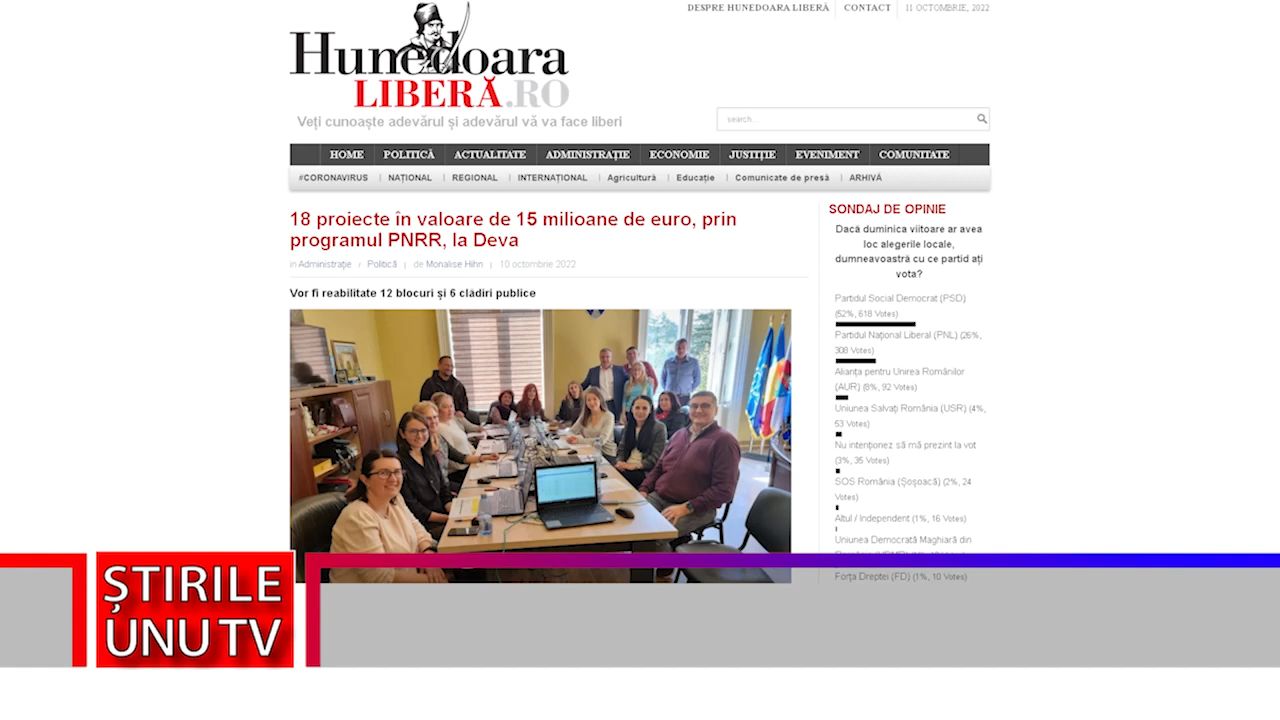 DESPRE HUNEDOARA LIBERĂ
CONTACT
11 OCTOMBRIE, 2022
Hunedoara
LIBERĂ.RO
Veți cunoaște adevărul și adevărul vă va face liberi
search...
HOME
POLITICĂ
ACTUALITATE
ADMINISTRAȚIE
ECONOMIE
JUSTIȚIE
EVENIMENT
COMUNITATE
#CORONAVIRUS
NAȚIONAL
REGIONAL
INTERNAȚIONAL
Agricultură
Educație
Comunicate de presă
ARHIVĂ
18 proiecte în valoare de 15 milioane de euro, prin
programul PNRR, la Deva
in Administrație / Politică | de Monalise Hihn | 10 octombrie 2022
Vor fi reabilitate 12 blocuri și 6 clădiri publice
SONDAJ DE OPINIE
Dacă duminica viitoare ar avea
loc alegerile locale,
dumneavoastră cu ce partid ați
vota?
Partidul Social Democrat (PSD)
(52%, 618 Votes)
Partidul Național Liberal (PNL) (26%,
308 Votes)
Alianța pentru Unirea Românilor
(AUR) (8%, 92 Votes)
Uniunea Salvați România (USR) (4%,
53 Votes)
Nu intenționez să mă prezint la vot
(3%, 35 Votes)
SOS România (Șoșoacă) (2%, 24
Votes)
Altul / Independent (1%, 16 Votes)
Uniunea Democrată Maghiară din
Forța Dreptei (FD) (1%, 10 Votes)
ȘTIRILE
UNU TV